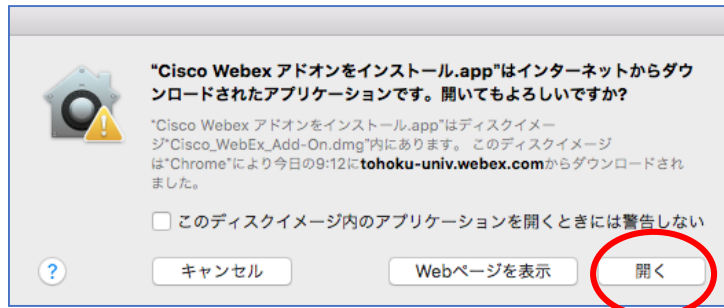 “Cisco Webex アドオンをインストール.app”はインターネットからダウ
ンロードされたアプリケーションです。開いてもよろしいですか?
“Cisco Webex アドオンをインストール.app”はディスクイメー
ジ“Cisco_WebEx_Add-On.dmg”内にあります。 このディスクイメージ
は“Chrome”により今日の9:12にtohoku-univ.webex.comからダウンロードされ
ました。
このディスクイメージ内のアプリケーションを開くときには警告しない
? キャンセル Webページを表示 開く